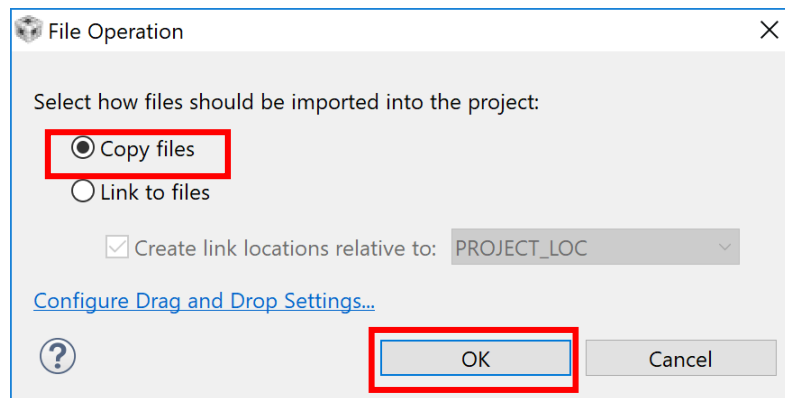 File Operation
Select how files should be imported into the project:
Copy files
Link to files
Create link locations relative to: PROJECT_LOC
Configure Drag and Drop Settings...
? OK Cancel